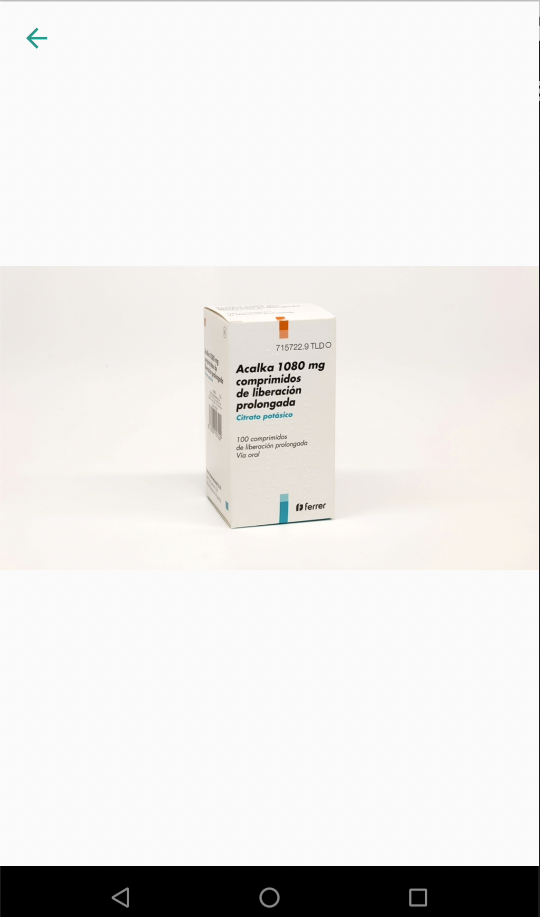 715722.9 TLD O
Acalka 1080 mg
comprimidos
de liberación
prolongada
Citrato potásico
100 comprimidos
de liberación prolongada
Vía oral
ferrer